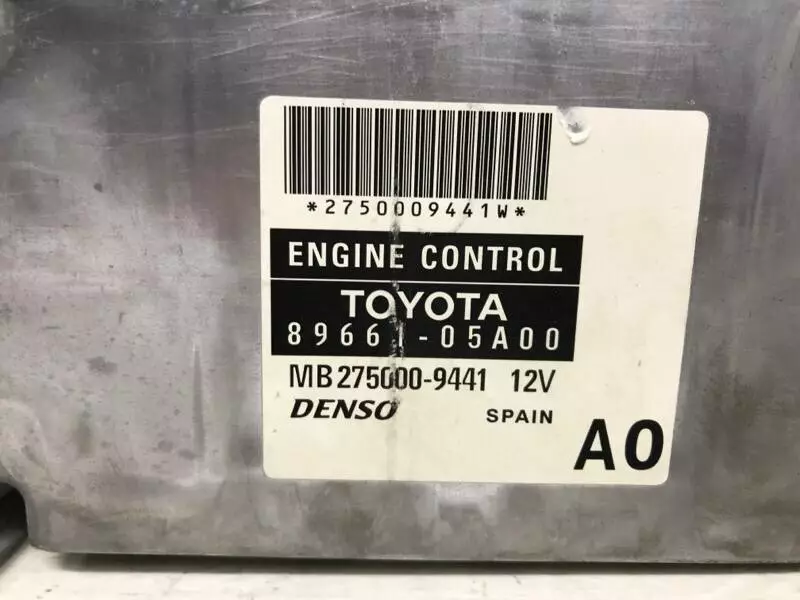 *2750009441W*
ENGINE CONTROL
TOYOTA
89661-05A00
MB275000-9441 12V
DENSO SPAIN
A0